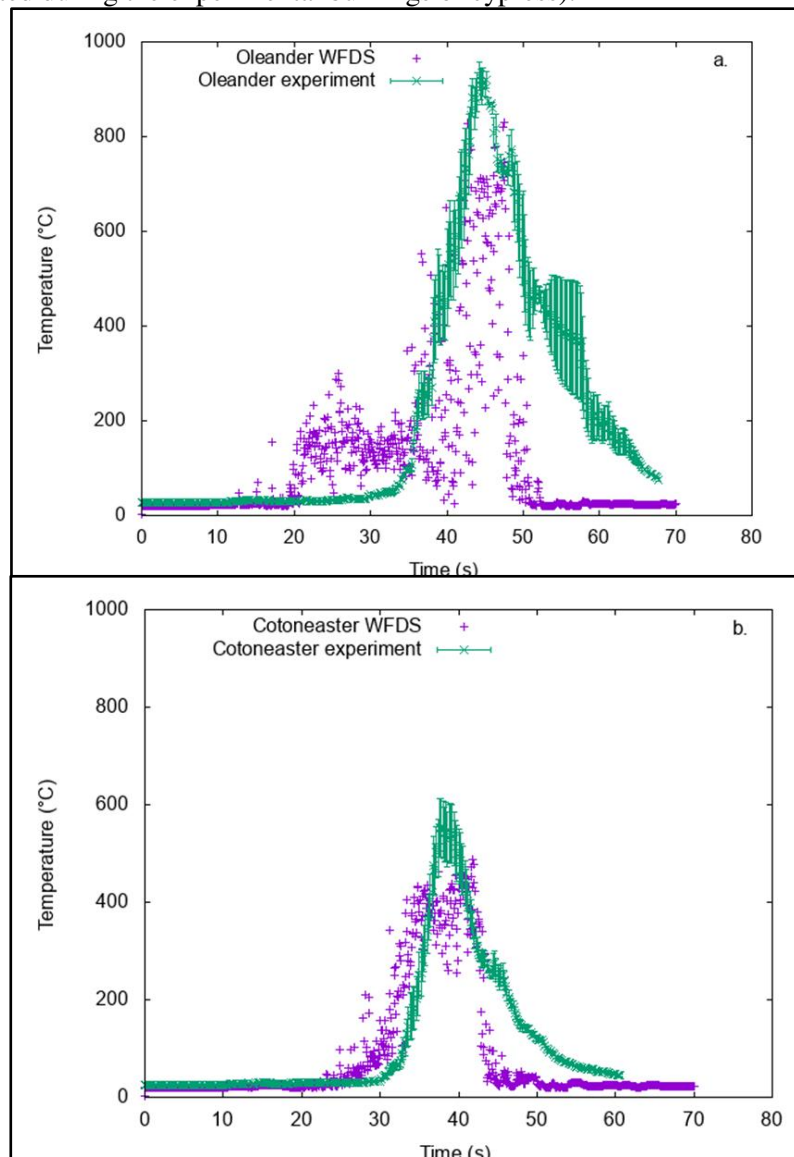 Oleander WFDS
Oleander experiment
a.
1000
800
600
400
200
0
Temperature (°C)
0 10 20 30 40 50 60 70 80
Time (s)
Cotoneaster WFDS
Cotoneaster experiment
b.
1000
800
600
400
200
0
Temperature (°C)
0 10 20 30 40 50 60 70 80
Time (s)